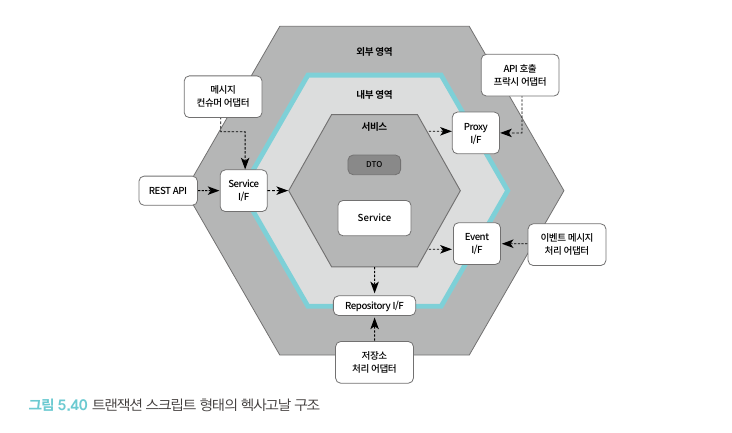 외부 영역
API 호출
프락시 어댑터
메시지
컨슈머 어댑터
내부 영역
서비스
Proxy
I/F
DTO
REST API
Service
I/F
Service
Event
I/F
이벤트 메시지
처리 어댑터
Repository I/F
저장소
처리 어댑터
그림 5.40 트랜잭션 스크립트 형태의 헥사고날 구조